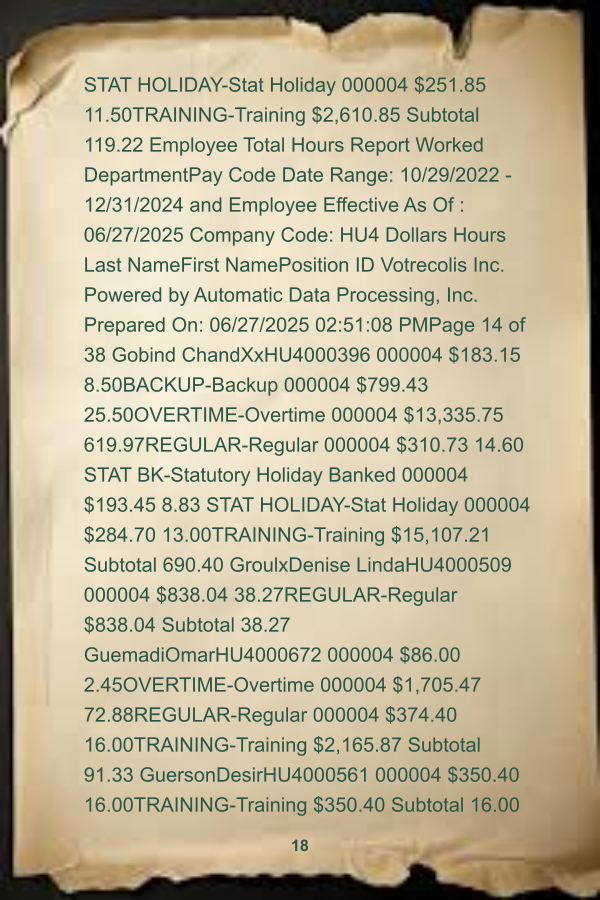 STAT HOLIDAY-Stat Holiday 000004 $251.85
11.50TRAINING-Training $2,610.85 Subtotal
119.22 Employee Total Hours Report Worked
DepartmentPay Code Date Range: 10/29/2022 -
12/31/2024 and Employee Effective As Of :
06/27/2025 Company Code: HU4 Dollars Hours
Last NameFirst NamePosition ID Votrecolis Inc.
Powered by Automatic Data Processing, Inc.
Prepared On: 06/27/2025 02:51:08 PMPage 14 of
38 Gobind ChandXxHU4000396 000004 $183.15
8.50BACKUP-Backup 000004 $799.43
25.50OVERTIME-Overtime 000004 $13,335.75
619.97REGULAR-Regular 000004 $310.73 14.60
STAT BK-Statutory Holiday Banked 000004
$193.45 8.83 STAT HOLIDAY-Stat Holiday 000004
$284.70 13.00TRAINING-Training $15,107.21
Subtotal 690.40 GroulxDenise LindaHU4000509
000004 $838.04 38.27REGULAR-Regular
$838.04 Subtotal 38.27
GuemadiOmarHU4000672 000004 $86.00
2.45OVERTIME-Overtime 000004 $1,705.47
72.88REGULAR-Regular 000004 $374.40
16.00TRAINING-Training $2,165.87 Subtotal
91.33 GuersonDesirHU4000561 000004 $350.40
16.00TRAINING-Training $350.40 Subtotal 16.00
18